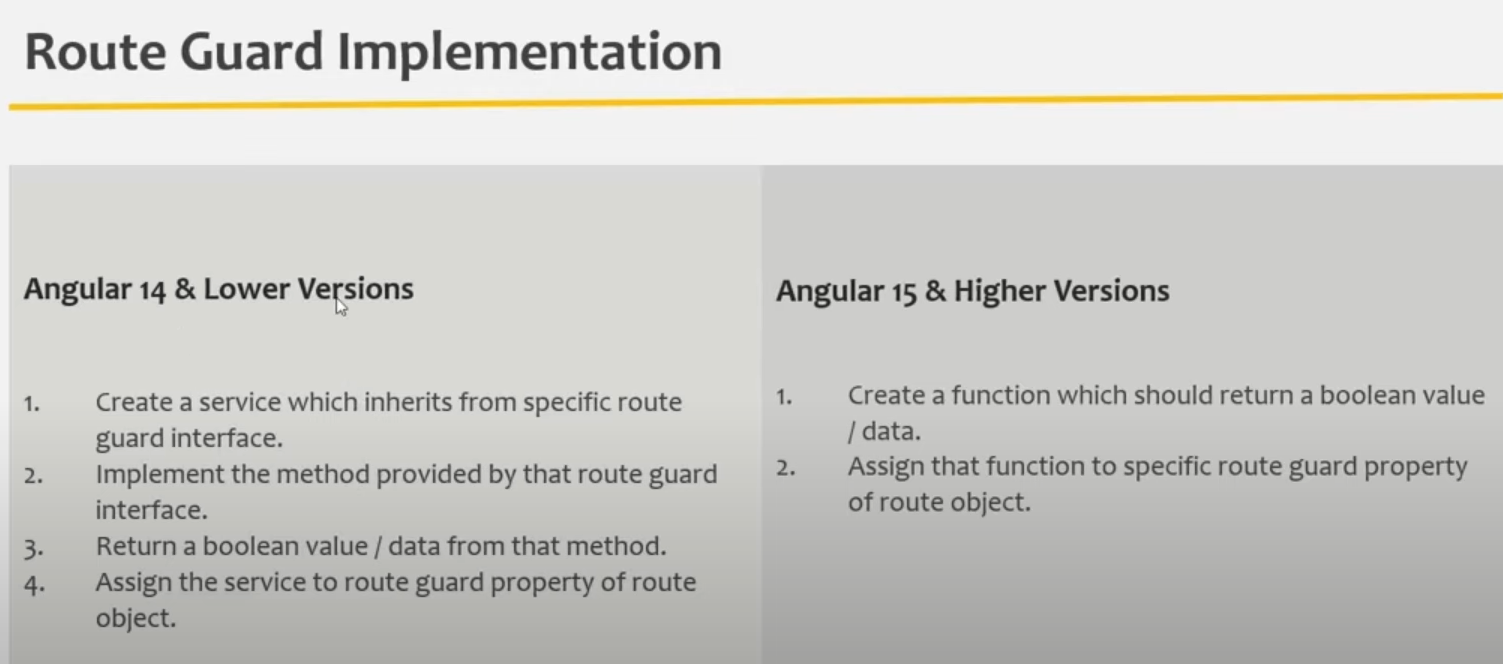 Route Guard Implementation
Angular 14 & Lower Versions
1. Create a service which inherits from specific route
guard interface.
2. Implement the method provided by that route guard
interface.
3. Return a boolean value / data from that method.
4. Assign the service to route guard property of route
object.
Angular 15 & Higher Versions
1. Create a function which should return a boolean value
/ data.
2. Assign that function to specific route guard property
of route object.